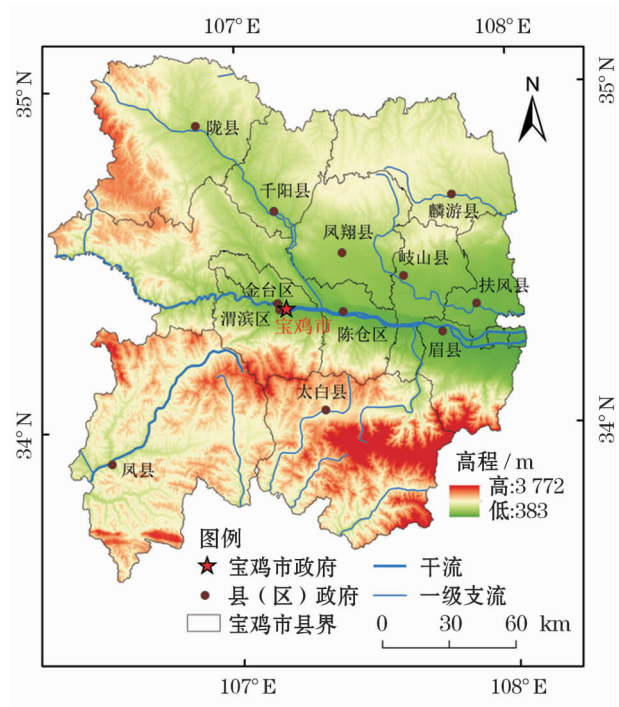 107° E 108° E
35° N 35° N
N
陇县
千阳县
麟游县
凤翔县
岐山县
金台区 扶风县
渭滨区 宝鸡市 陈仓区
眉县
太白县
34° N 34° N
凤县
高程 / m
高:3 772
低:383
图例
宝鸡市政府 干流
县（区）政府 一级支流
宝鸡市县界 0 30 60 km
107° E 108° E